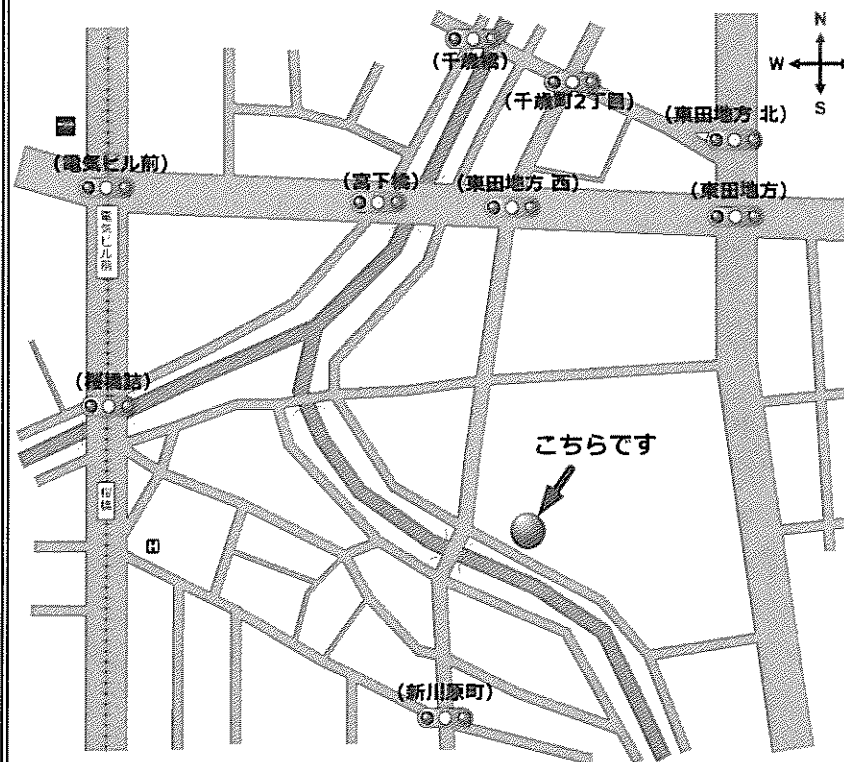 N
(千歳橋)
W
(千歳町2丁目)
S
(東田地方 北)
(電気ビル前)
(宮下橋)
(東田地方 西)
(東田地方)
電気ビル前
(桜橋詰)
こちらです
桜橋
H
(新川原町)